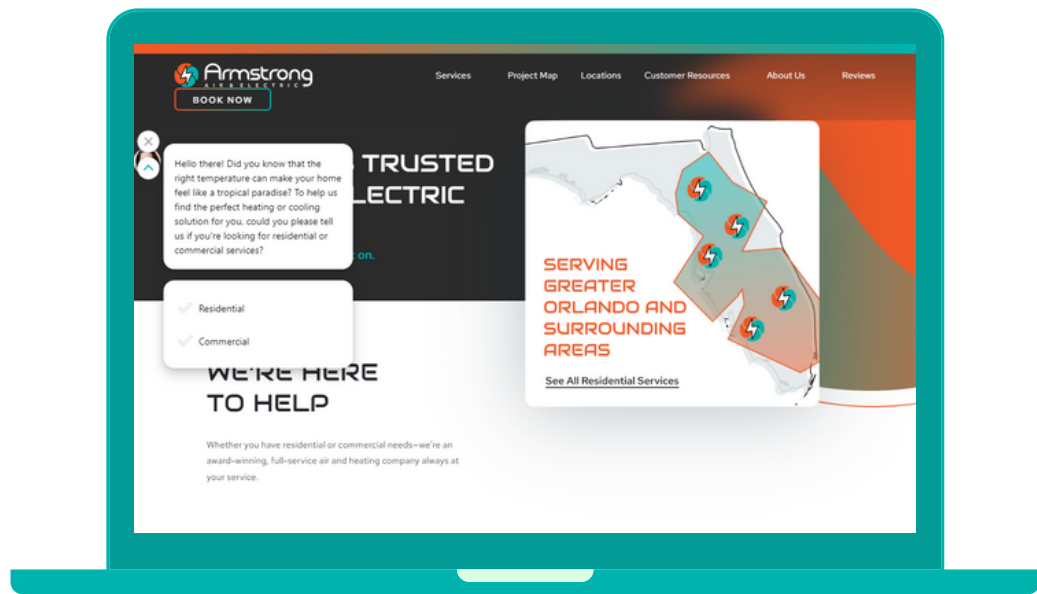 Armstrong
AIR & ELECTRIC
Services Project Map Locations Customer Resources About Us Reviews
BOOK NOW
Hello there! Did you know that the
right temperature can make your home
feel like a tropical paradise? To help us
find the perfect heating or cooling
solution for you, could you please tell
us if you're looking for residential or
commercial services?
Residential
Commercial
TRUSTED
LECTRIC
on.
SERVING
GREATER
ORLANDO AND
SURROUNDING
AREAS
See All Residential Services
WE'RE HERE
TO HELP
Whether you have residential or commercial needs—we're an
award-winning, full-service air and heating company always at
your service.